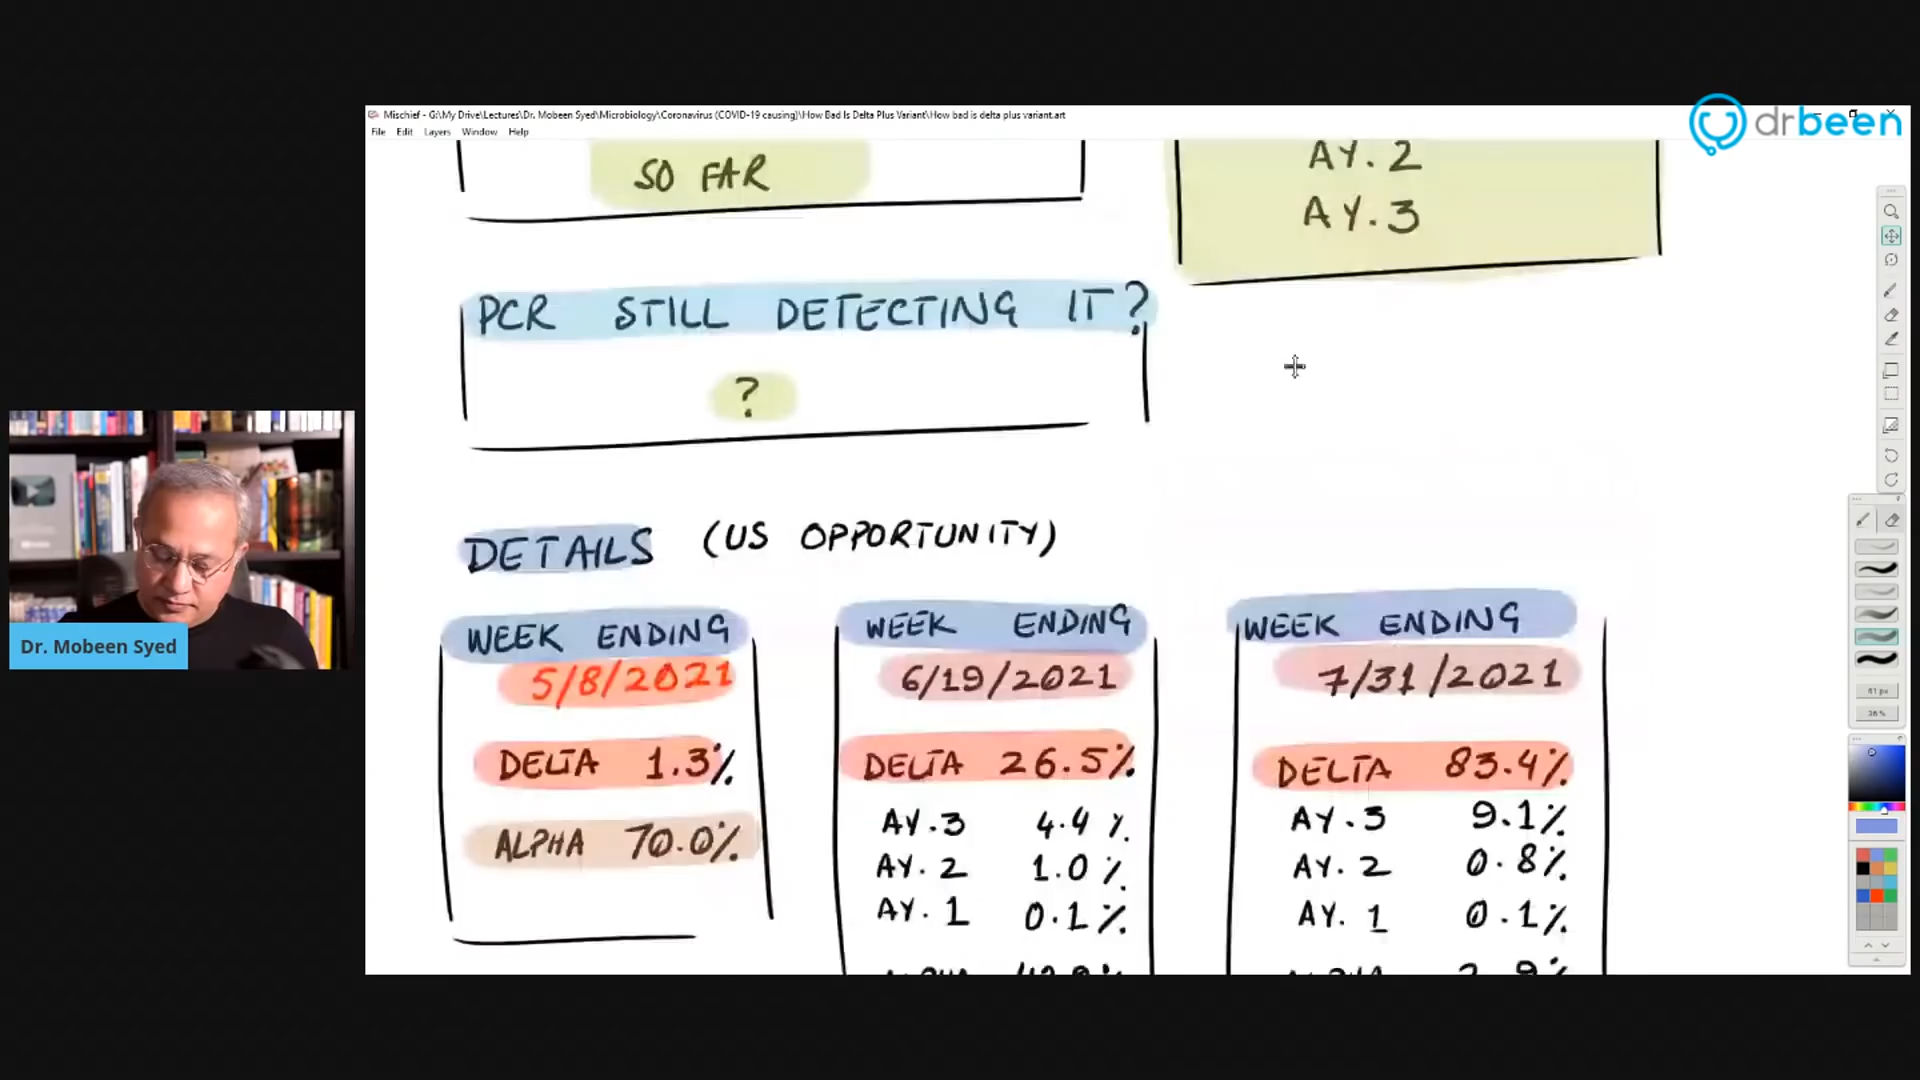 Mischief - G:\My Drive\Lectures\Dr. Mobeen Syed\Microbiology\Coronavirus (COVID-19 causing)\How Bad Is Delta Plus Variant\How bad is delta plus variant.art
File Edit Layers Window Help
drbeen
SO FAR
AY.2
AY.3
PCR STILL DETECTING IT?
?
DETAILS (US OPPORTUNITY)
WEEK ENDING
5/8/2021
DELTA 1.3%
ALPHA 70.0%
WEEK ENDING
6/19/2021
DELTA 26.5%
AY.3 4.4%
AY.2 1.0%
AY.1 0.1%
WEEK ENDING
7/31/2021
DELTA 83.4%
AY.3 9.1%
AY.2 0.8%
AY.1 0.1%
Dr. Mobeen Syed